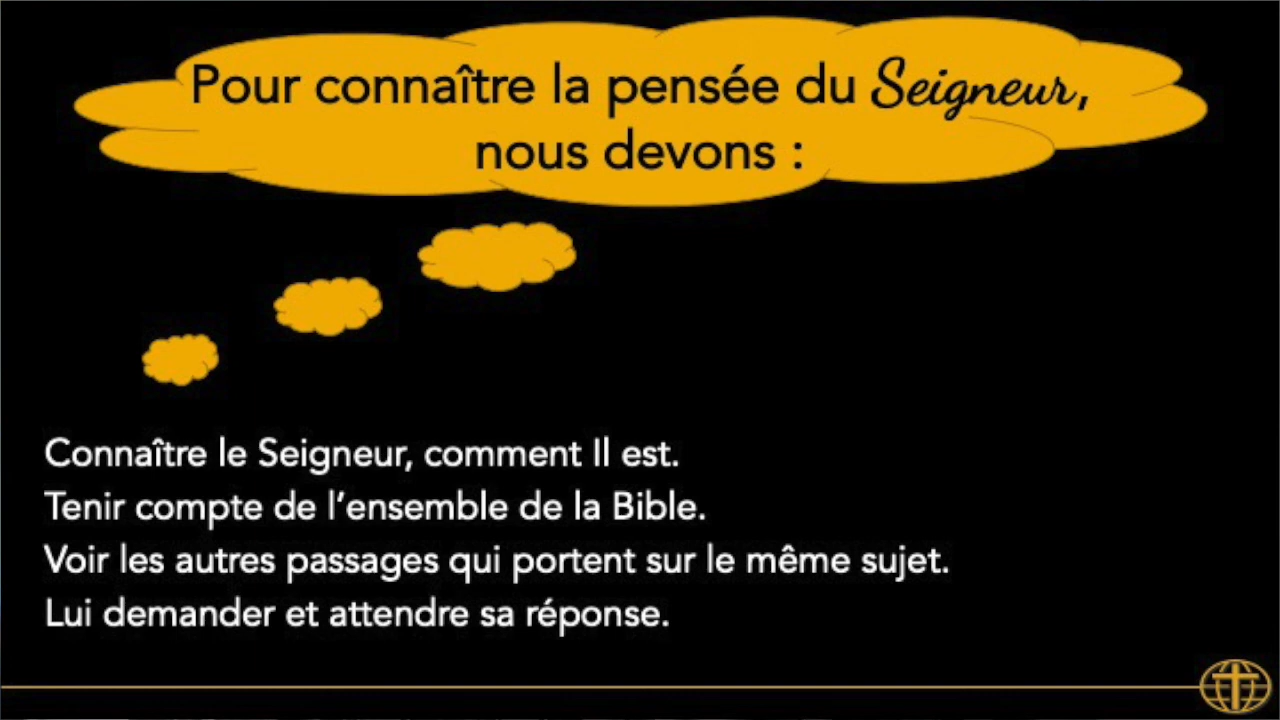 Pour connaître la pensée du Seigneur,
nous devons :
Connaître le Seigneur, comment Il est.
Tenir compte de l’ensemble de la Bible.
Voir les autres passages qui portent sur le même sujet.
Lui demander et attendre sa réponse.